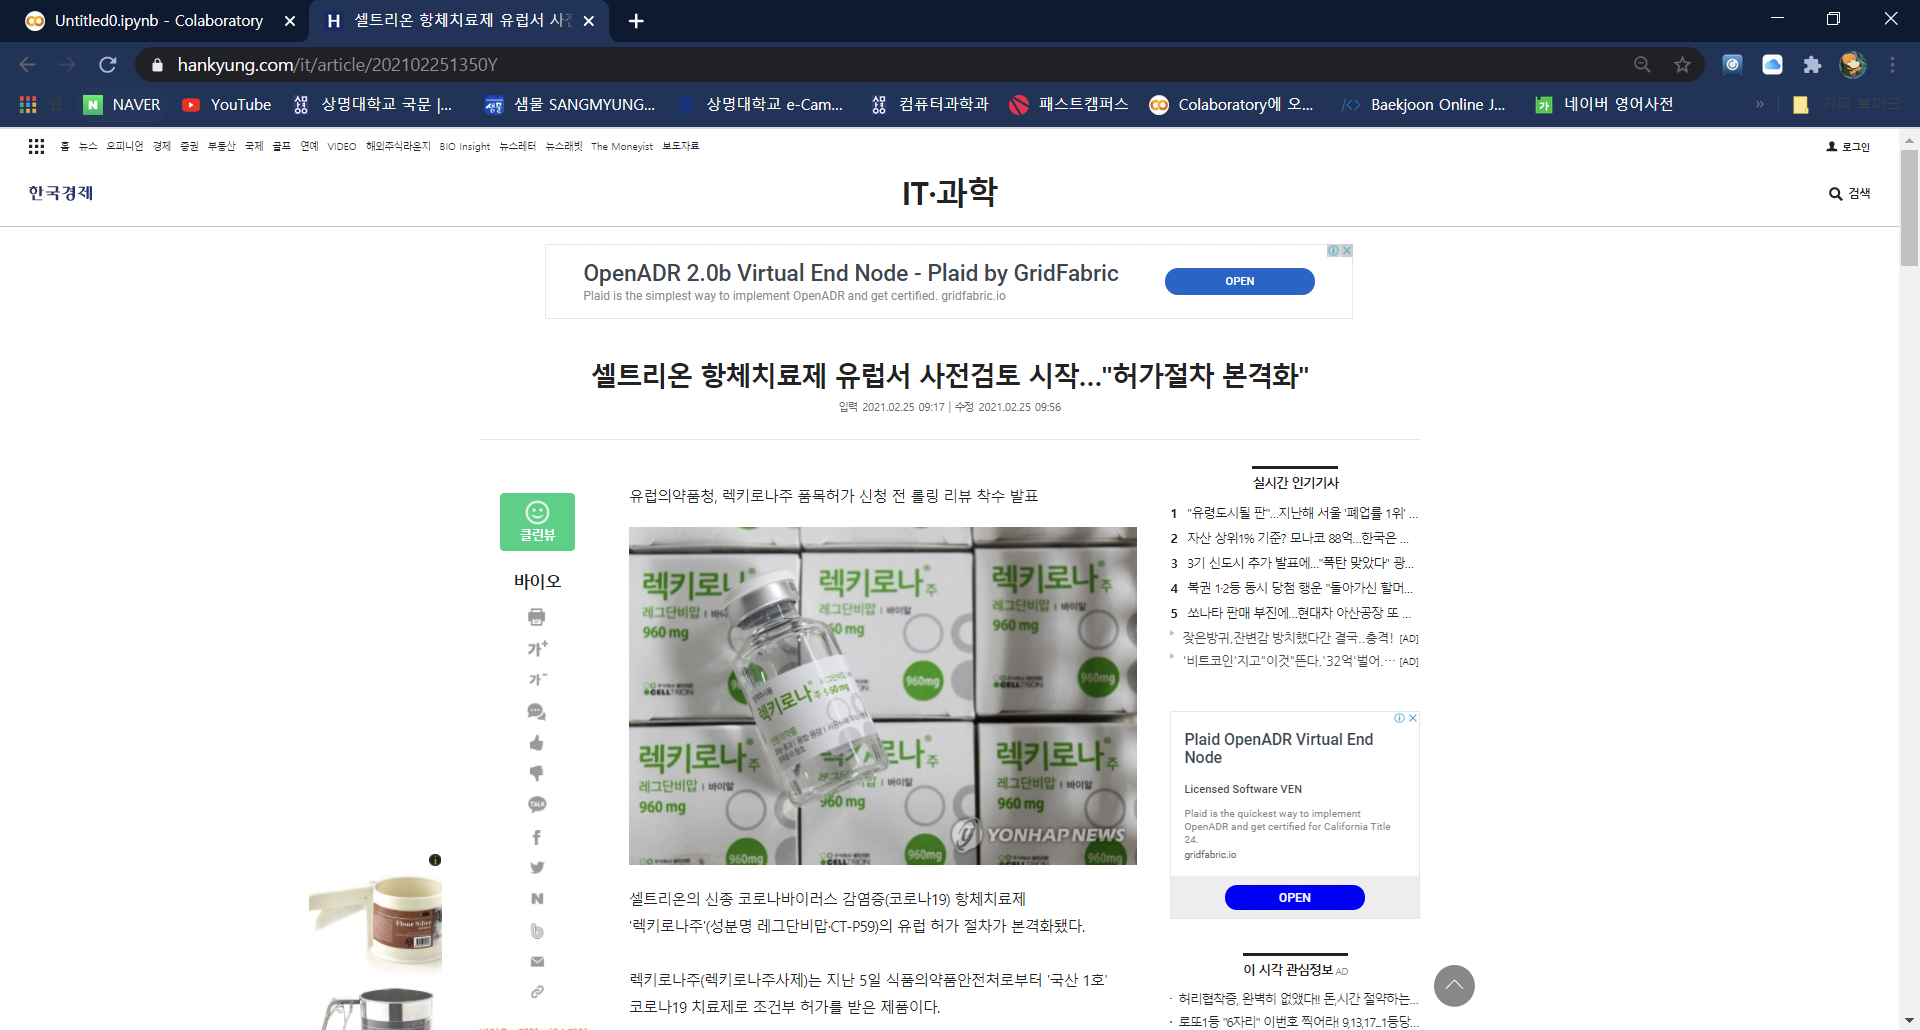 Untitled0.ipynb - Colaboratory
셀트리온 항체치료제 유럽서 사전
hankyung.com/it/article/202102251350Y
앱
NAVER
YouTube
상명대학교 국문 |...
샘물 SANGMYUNG...
상명대학교 e-Cam...
컴퓨터과학과
패스트캠퍼스
Colaboratory에 오...
Baekjoon Online J...
네이버 영어사전
»
기타 북마크
홈 뉴스 오피니언 경제 증권 부동산 국제 골프 연예 VIDEO 해외주식라운지 BIO Insight 뉴스레터 뉴스래빗 The Moneyist 보도자료
로그인
한국경제
IT·과학
검색
OpenADR 2.0b Virtual End Node - Plaid by GridFabric
Plaid is the simplest way to implement OpenADR and get certified. gridfabric.io
OPEN
셀트리온 항체치료제 유럽서 사전검토 시작..."허가절차 본격화"
입력 2021.02.25 09:17 | 수정 2021.02.25 09:56
클린뷰
바이오
가+
가-
TALK
유럽의약품청, 렉키로나주 품목허가 신청 전 롤링 리뷰 착수 발표
렉키로나주
레그단비맙 | 바이알
960 mg
CELLTRION
960mg
YONHAP NEWS
셀트리온의 신종 코로나바이러스 감염증(코로나19) 항체치료제
'렉키로나주'(성분명 레그단비맙·CT-P59)의 유럽 허가 절차가 본격화됐다.
렉키로나주(렉키로나주사제)는 지난 5일 식품의약품안전처로부터 '국산 1호'
코로나19 치료제로 조건부 허가를 받은 제품이다.
실시간 인기기사
1 "유령도시될 판"...지난해 서울 '폐업률 1위' ...
2 자산 상위1% 기준? 모나코 88억...한국은 ...
3 3기 신도시 추가 발표에..."폭탄 맞았다" 광...
4 복권 1·2등 동시 당첨 행운 "돌아가신 할머...
5 쏘나타 판매 부진에...현대차 아산공장 또 ...
잦은방귀,잔변감 방치했다간 결국..충격! [AD]
'비트코인'지고"이것"뜬다,'32억'벌어.… [AD]
Plaid OpenADR Virtual End
Node
Licensed Software VEN
Plaid is the quickest way to implement
OpenADR and get certified for California Title
24.
gridfabric.io
OPEN
이 시각 관심정보 AD
· 허리협착증, 완벽히 없앴다!! 돈,시간 절약하는...
· 로또1등 "6자리" 이번호 찍어라! 9,13,17...1등당...
Flour Sifter